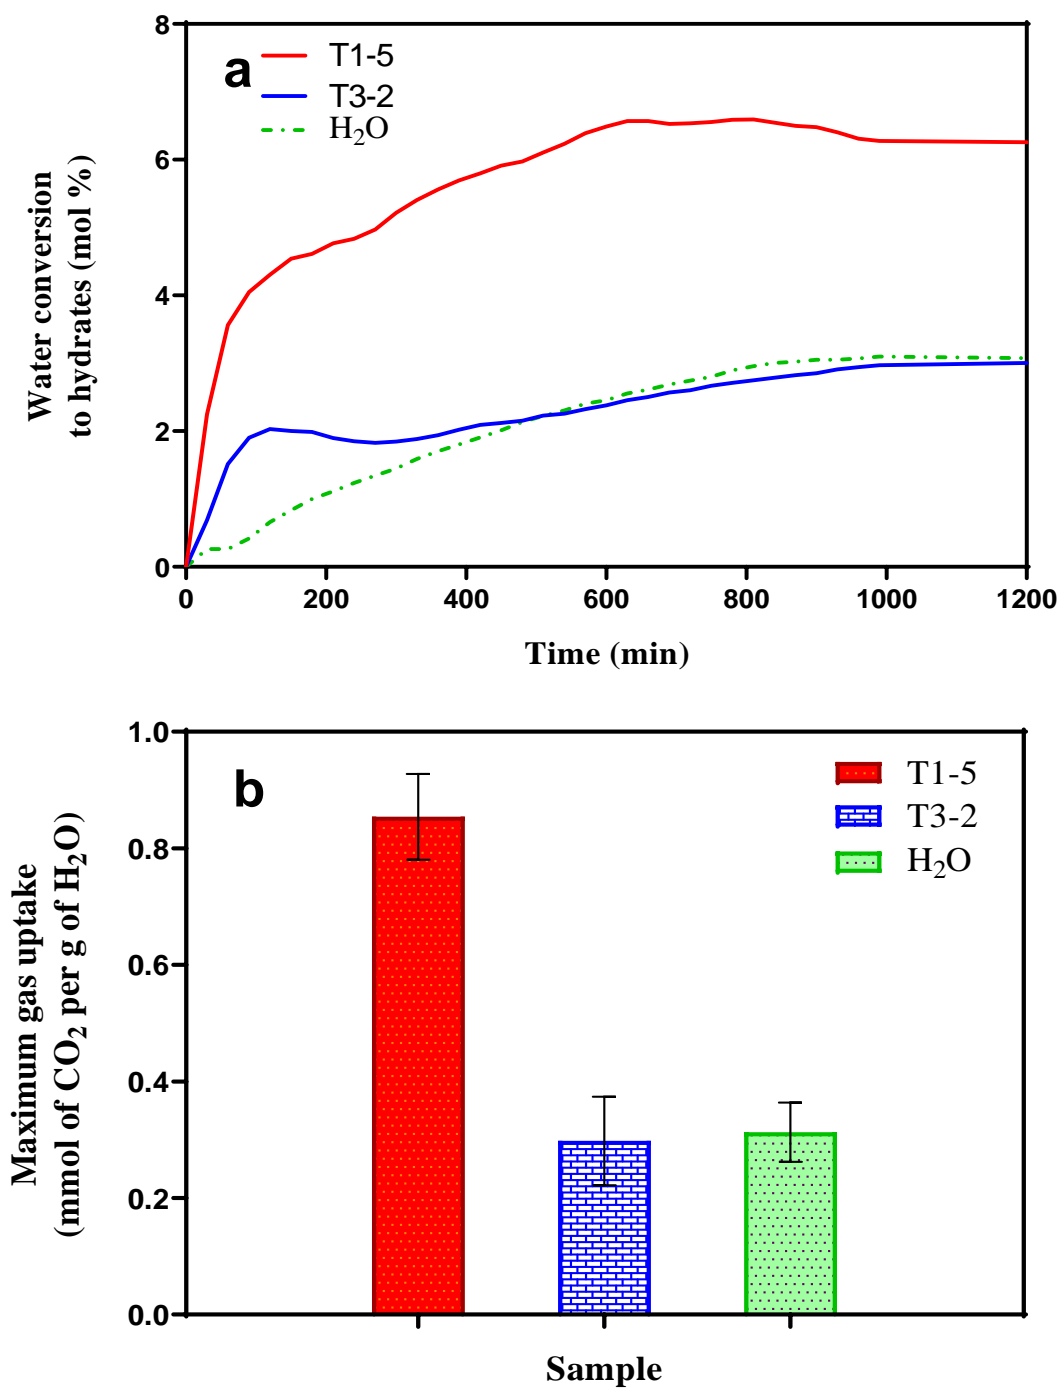 a
T1-5
T3-2
H₂O
Water conversion
to hydrates (mol %)
8
6
4
2
0
0 200 400 600 800 1000 1200
Time (min)
b
T1-5
T3-2
H₂O
Maximum gas uptake
(mmol of CO₂ per g of H₂O)
1.0
0.8
0.6
0.4
0.2
0.0
Sample